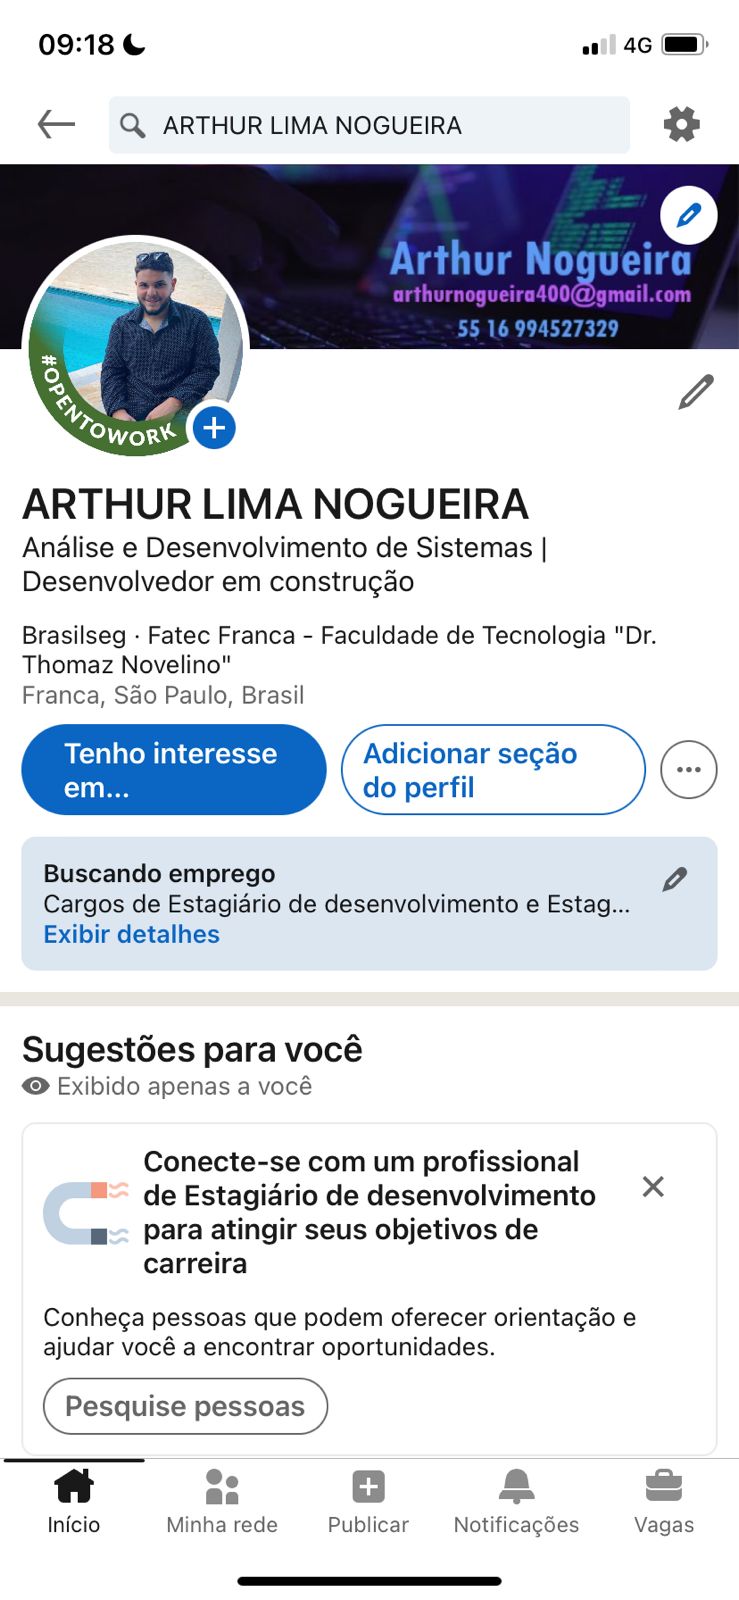 09:18
4G
ARTHUR LIMA NOGUEIRA
Arthur Nogueira
arthurnogueira400@gmail.com
55 16 994527329
#OPENTOWORK
ARTHUR LIMA NOGUEIRA
Análise e Desenvolvimento de Sistemas |
Desenvolvedor em construção
Brasilseg · Fatec Franca - Faculdade de Tecnologia "Dr.
Thomaz Novelino"
Franca, São Paulo, Brasil
Tenho interesse
em...
Adicionar seção
do perfil
Buscando emprego
Cargos de Estagiário de desenvolvimento e Estag...
Exibir detalhes
Sugestões para você
Exibido apenas a você
Conecte-se com um profissional
de Estagiário de desenvolvimento
para atingir seus objetivos de
carreira
Conheça pessoas que podem oferecer orientação e
ajudar você a encontrar oportunidades.
Pesquise pessoas
Início
Minha rede
Publicar
Notificações
Vagas